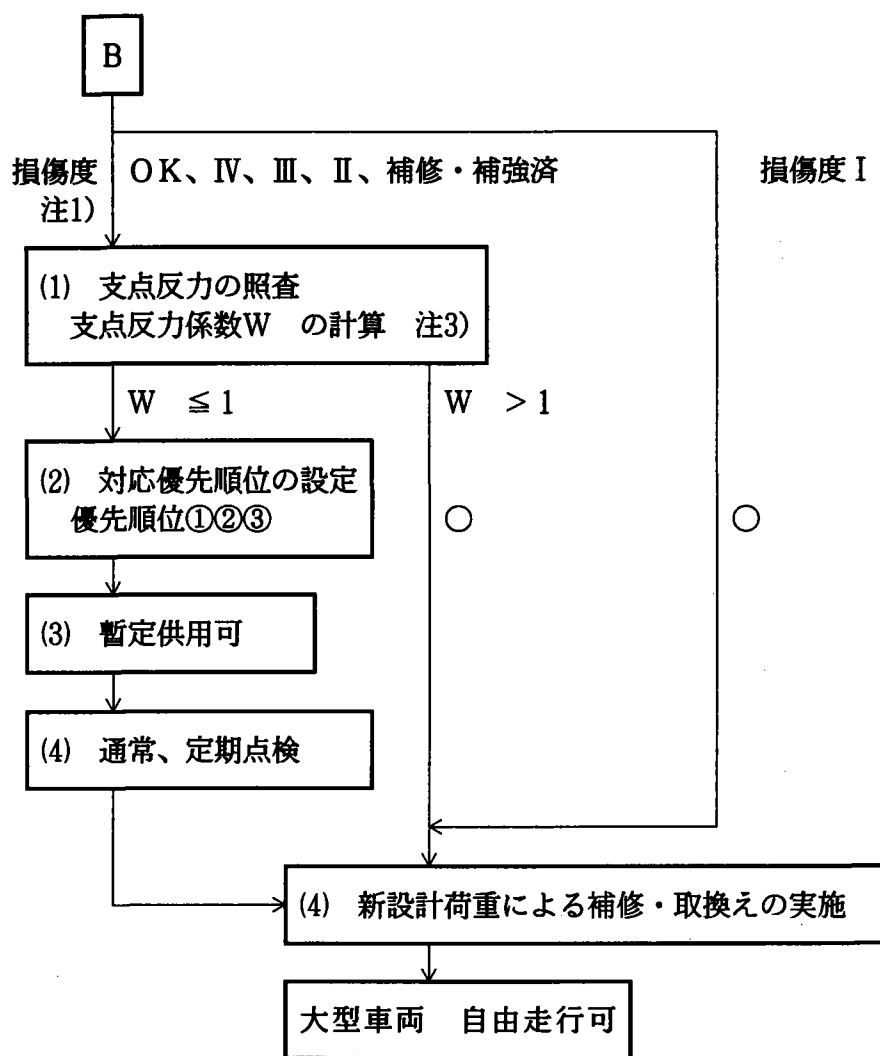 B
損傷度
注1)
OK、Ⅳ、Ⅲ、Ⅱ、補修・補強済
損傷度Ⅰ
(1) 支点反力の照査
支点反力係数W の計算 注3)
W ≦1
W >1
(2) 対応優先順位の設定
優先順位①②③
○
○
(3) 暫定供用可
(4) 通常、定期点検
(4) 新設計荷重による補修・取換えの実施
大型車両 自由走行可